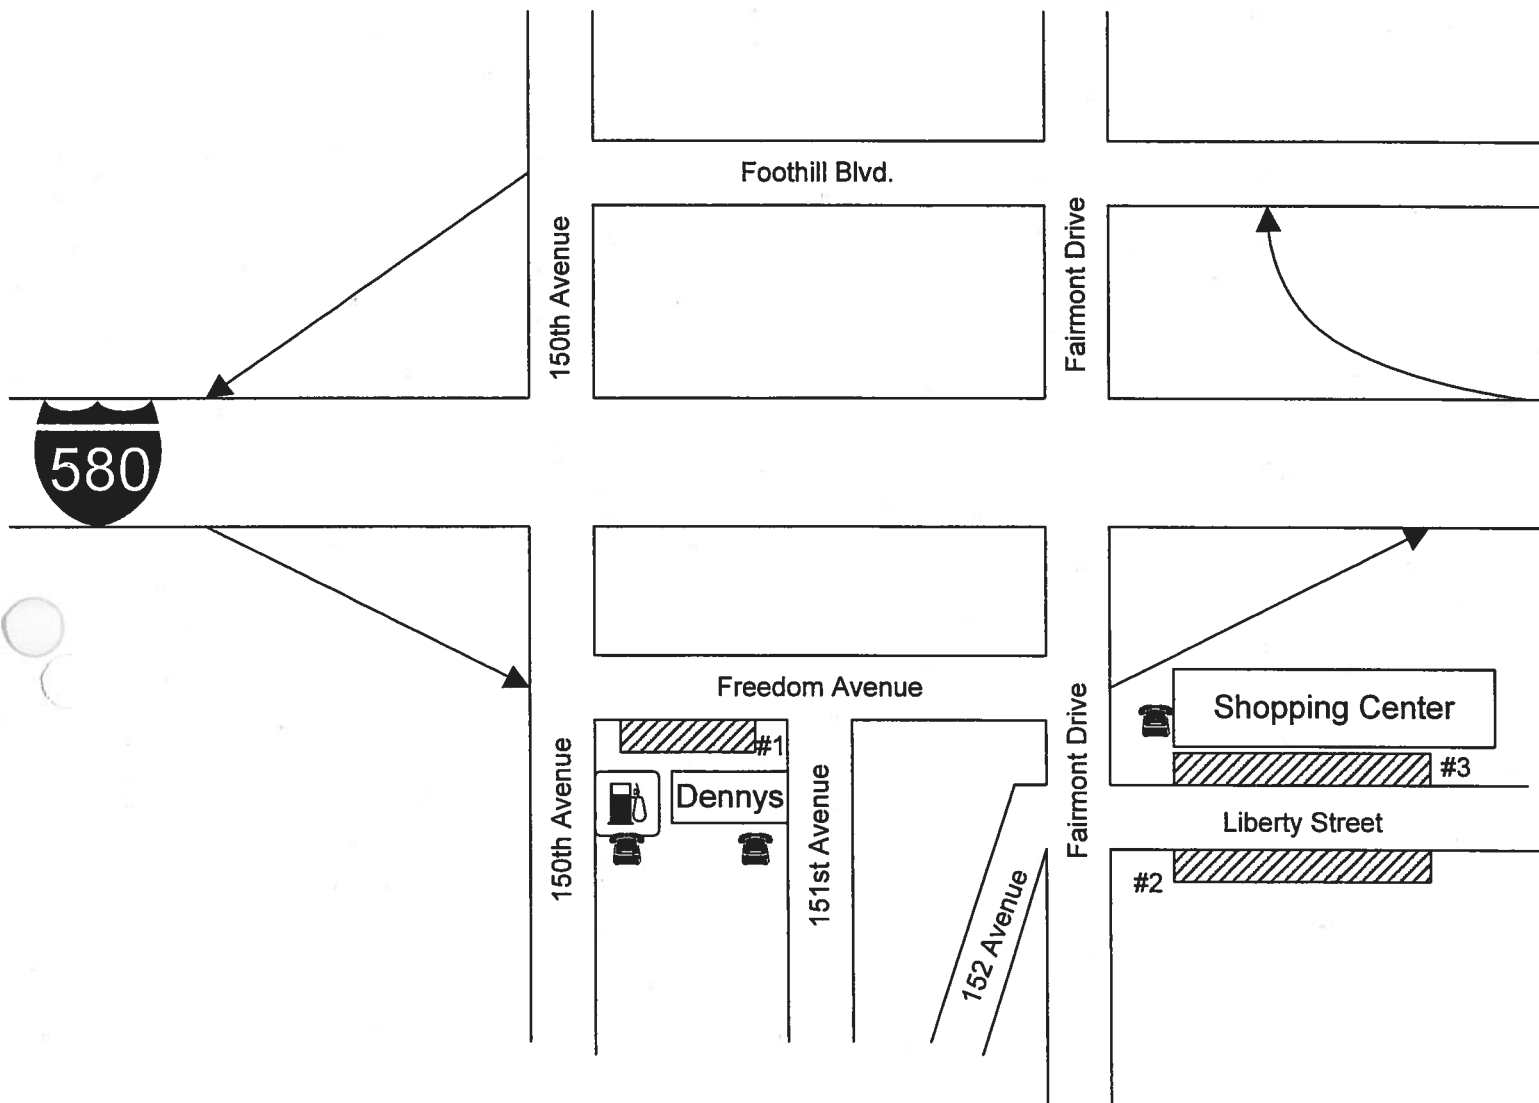 Foothill Blvd.
150th Avenue
Fairmont Drive
580
Freedom Avenue
Shopping Center
#1
#3
Dennys
150th Avenue
151st Avenue
Fairmont Drive
Liberty Street
#2
152 Avenue